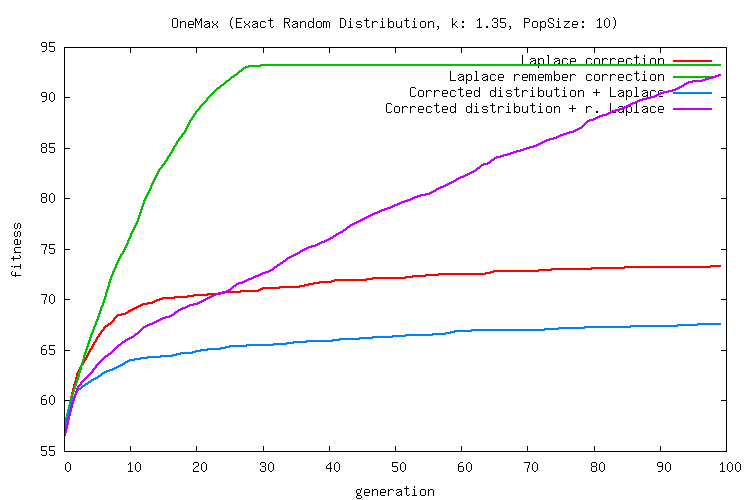 OneMax (Exact Random Distribution, k: 1.35, PopSize: 10)
95
90
85
80
75
70
65
60
55
fitness
Laplace correction
Laplace remember correction
Corrected distribution + Laplace
Corrected distribution + r. Laplace
0 10 20 30 40 50 60 70 80 90 100
generation